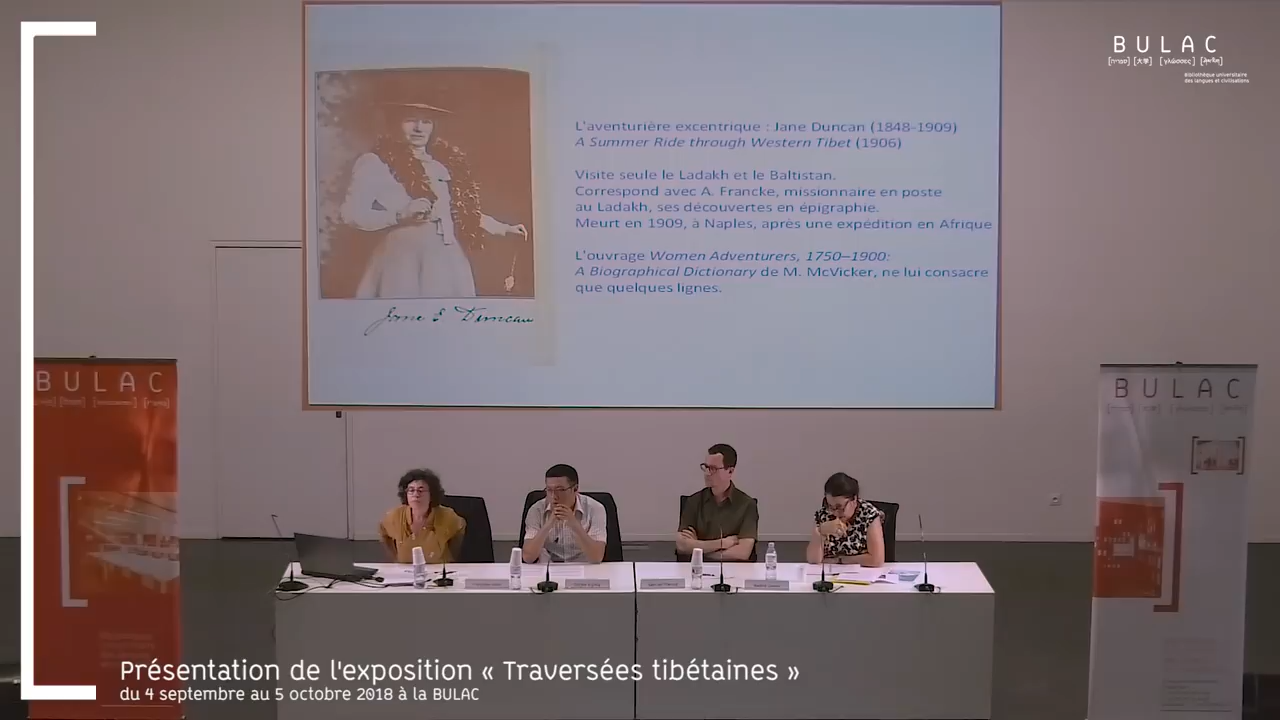 BULAC
[ספריה] [大學] [γλώσσες]
Bibliothèque universitaire
des langues et civilisations
L'aventurière excentrique : Jane Duncan (1848-1909)
A Summer Ride through Western Tibet (1906)
Visite seule le Ladakh et le Baltistan.
Correspond avec A. Francke, missionnaire en poste
au Ladakh, ses découvertes en épigraphie.
Meurt en 1909, à Naples, après une expédition en Afrique
L'ouvrage Women Adventurers, 1750–1900:
A Biographical Dictionary de M. McVicker, ne lui consacre
que quelques lignes.
Jane E Duncan
BULAC
BULAC
Présentation de l'exposition « Traversées tibétaines »
du 4 septembre au 5 octobre 2018 à la BULAC